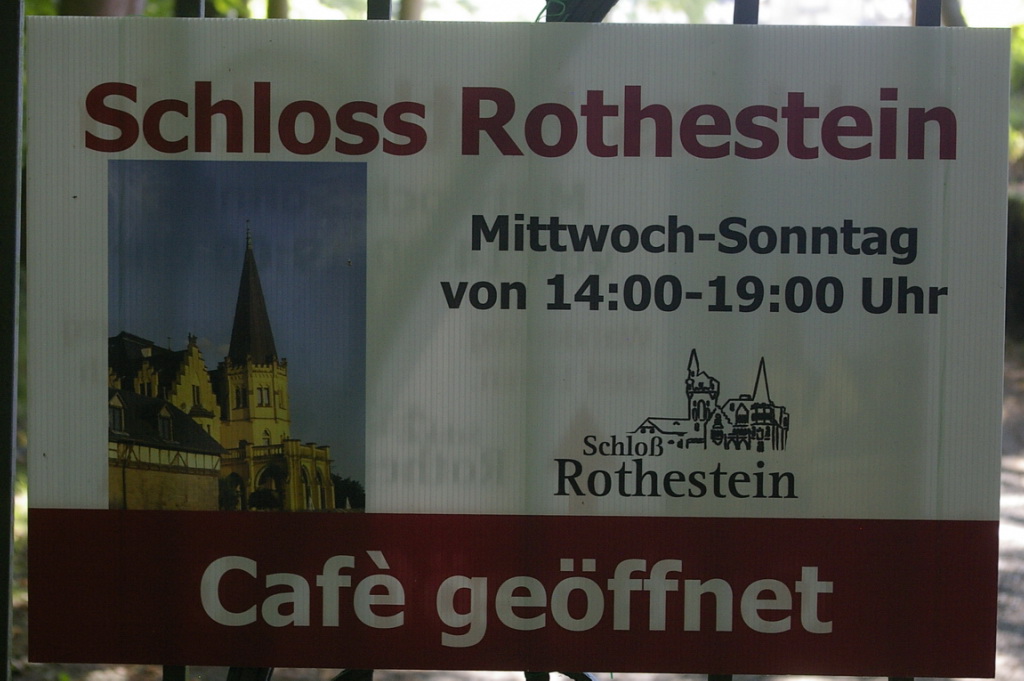 Schloss Rothestein
Mittwoch-Sonntag
von 14:00-19:00 Uhr
Schloß
Rothestein
Cafè geöffnet